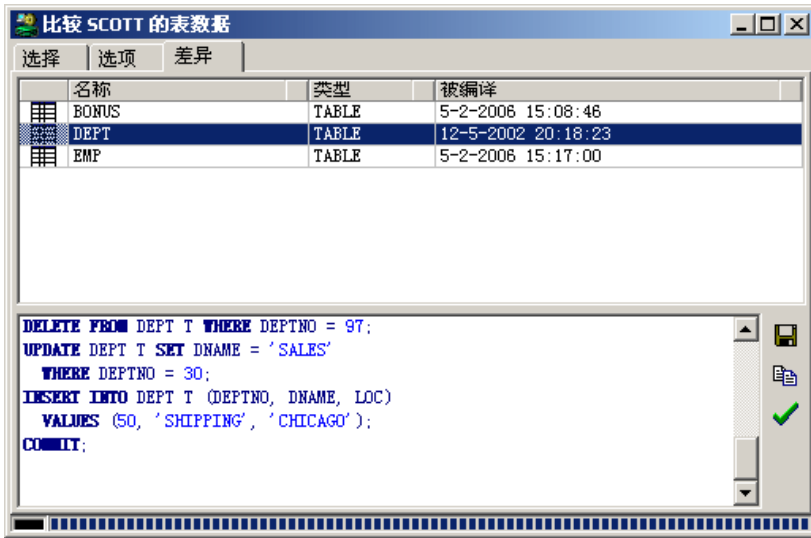 比较 SCOTT 的表数据
选择 选项 差异
名称 类型 被编译
BONUS TABLE 5-2-2006 15:08:46
DEPT TABLE 12-5-2002 20:18:23
EMP TABLE 5-2-2006 15:17:00
DELETE FROM DEPT T WHERE DEPTNO = 97;
UPDATE DEPT T SET DNAME = 'SALES'
WHERE DEPTNO = 30;
INSERT INTO DEPT T (DEPTNO, DNAME, LOC)
VALUES (50, 'SHIPPING', 'CHICAGO');
COMMIT;